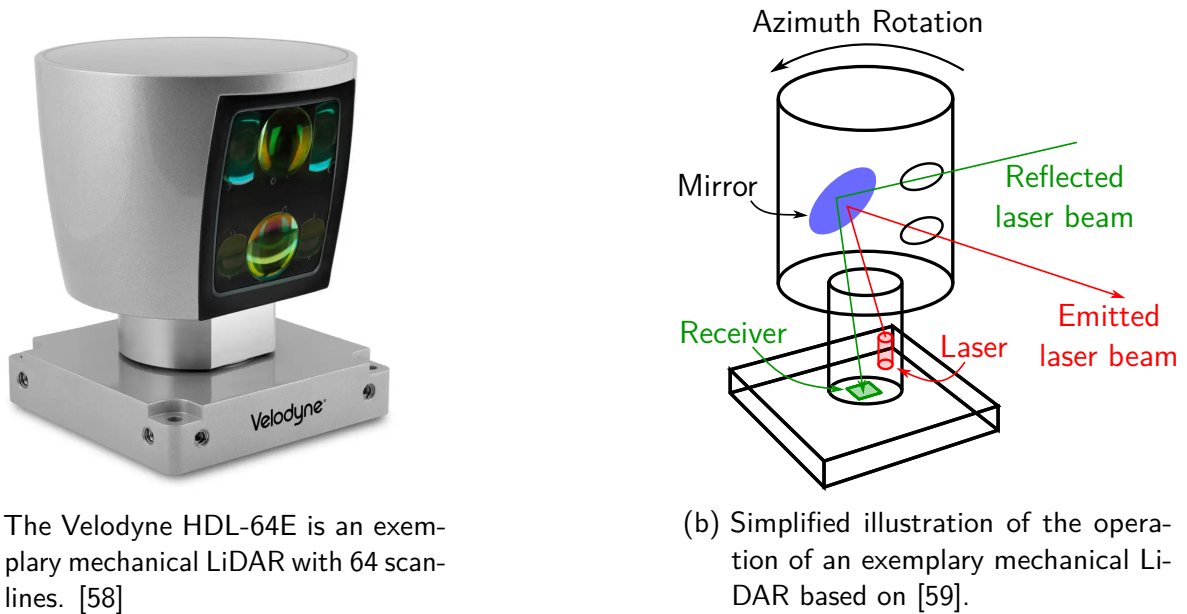 Velodyne
The Velodyne HDL-64E is an exem-
plary mechanical LiDAR with 64 scan-
lines. [58]
Azimuth Rotation
Mirror
Reflected
laser beam
Receiver
Laser
Emitted
laser beam
(b) Simplified illustration of the opera-
tion of an exemplary mechanical Li-
DAR based on [59].